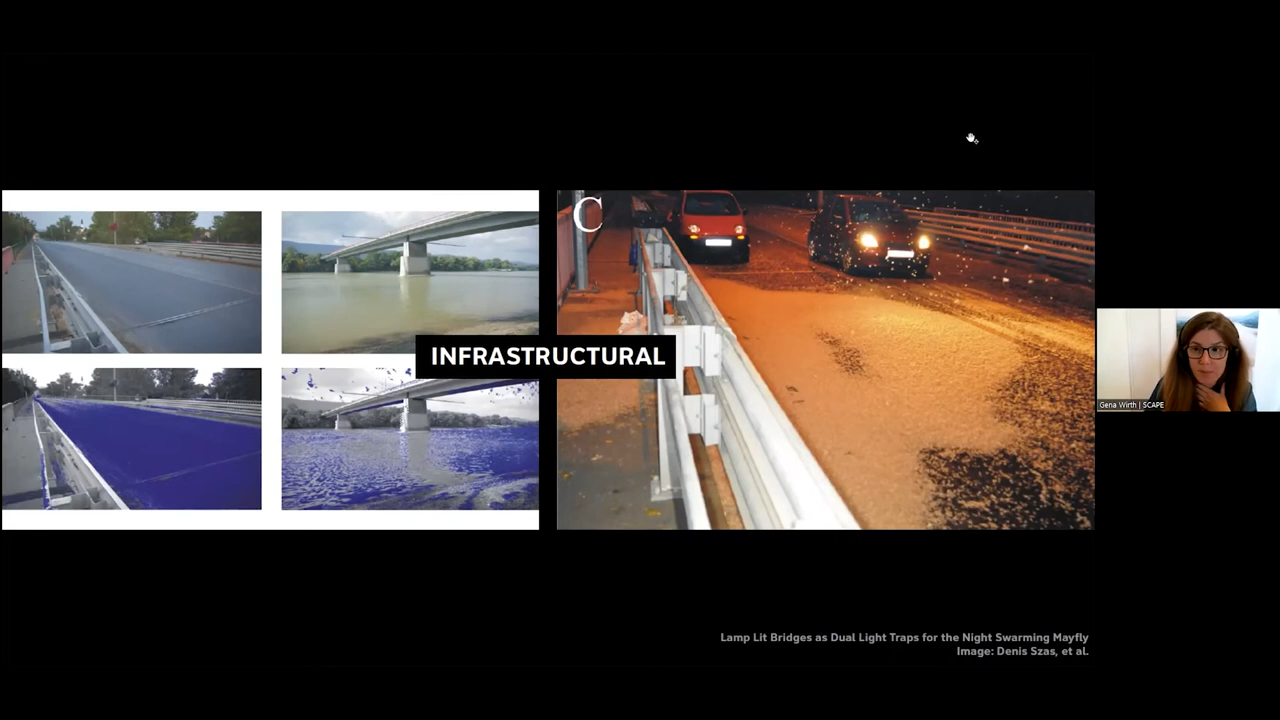 C
INFRASTRUCTURAL
Gena Wirth | SCAPE
Lamp Lit Bridges as Dual Light Traps for the Night Swarming Mayfly
Image: Denis Szas, et al.